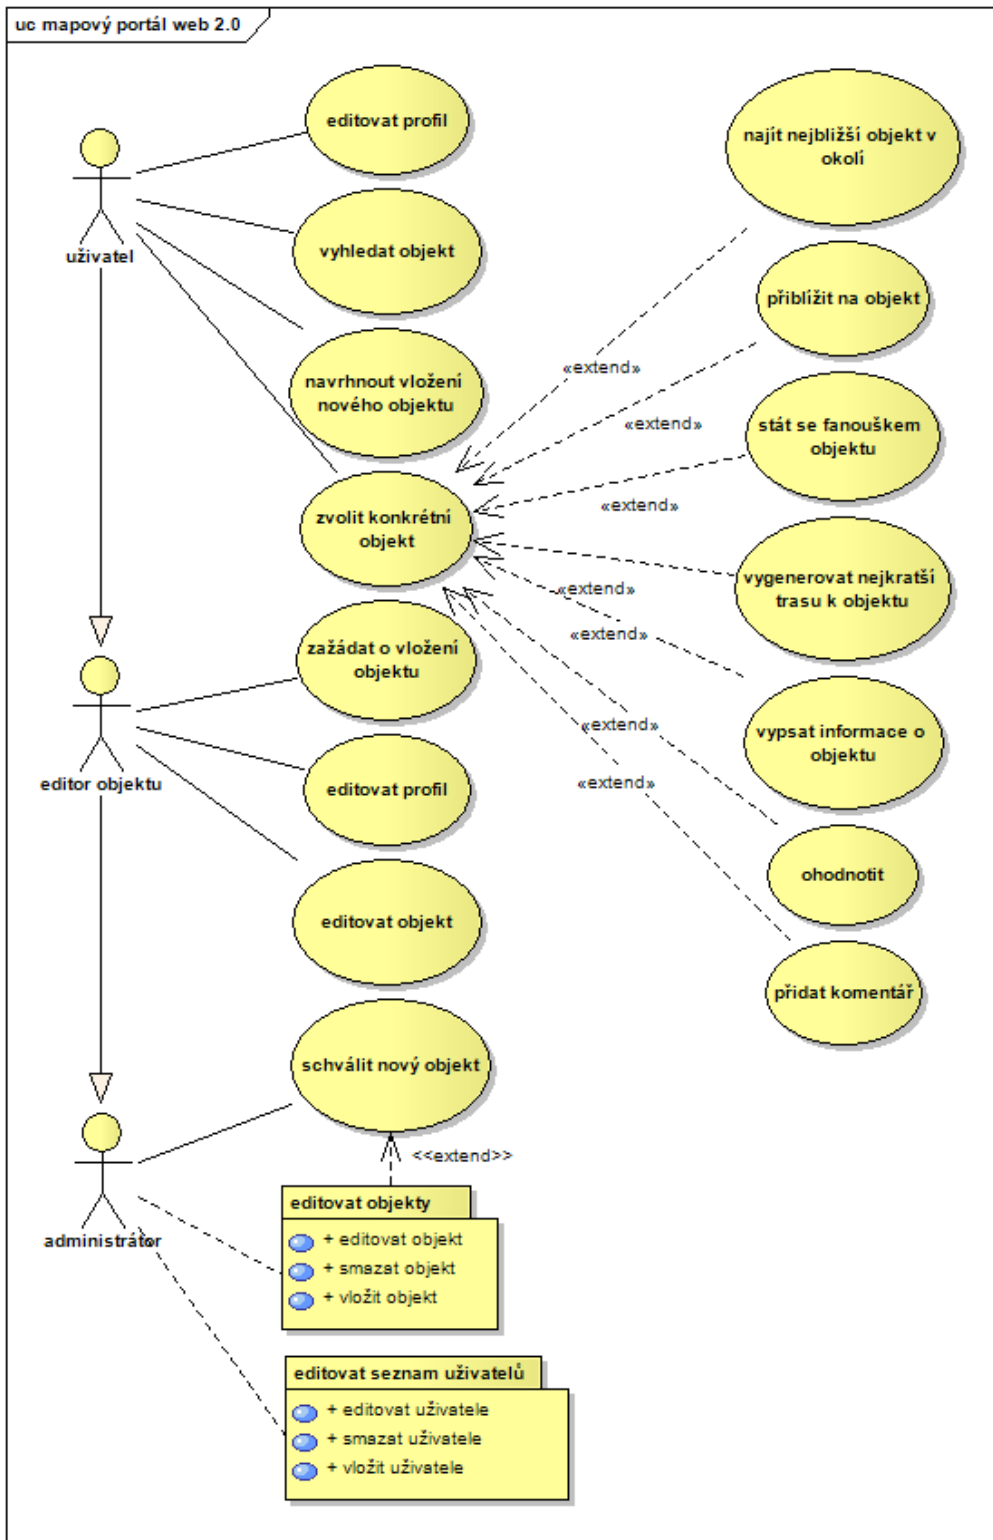 uc mapový portál web 2.0
editovat profil
najít nejbližší objekt v
okolí
vyhledat objekt
uživatel
přiblížit na objekt
navrhnout vložení
nového objektu
«extend»
«extend»
stát se fanouškem
objektu
zvolit konkrétní
objekt
«extend»
vygenerovat nejkratší
trasu k objektu
«extend»
«extend»
zažádat o vložení
objektu
vypsat informace o
objektu
«extend»
editor objektu
editovat profil
«extend»
ohodnotit
editovat objekt
přidat komentář
schválit nový objekt
<<extend>>
administrátor
editovat objekty
+ editovat objekt
+ smazat objekt
+ vložit objekt
editovat seznam uživatelů
+ editovat uživatele
+ smazat uživatele
+ vložit uživatele